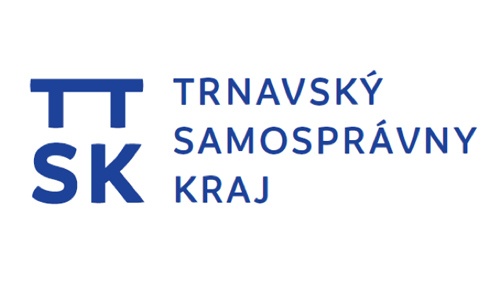 TT
SK
TRNAVSKÝ
SAMOSPRÁVNY
KRAJ